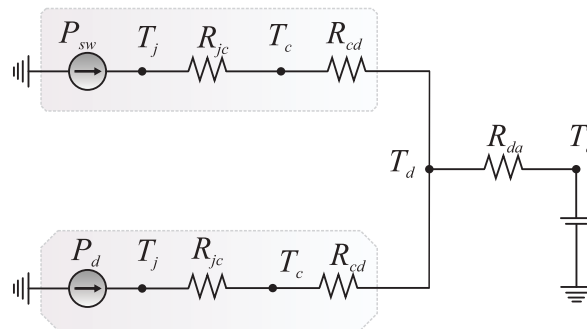 P_sw T_j R_jc T_c R_cd
T_d R_da T
P_d T_j R_jc T_c R_cd